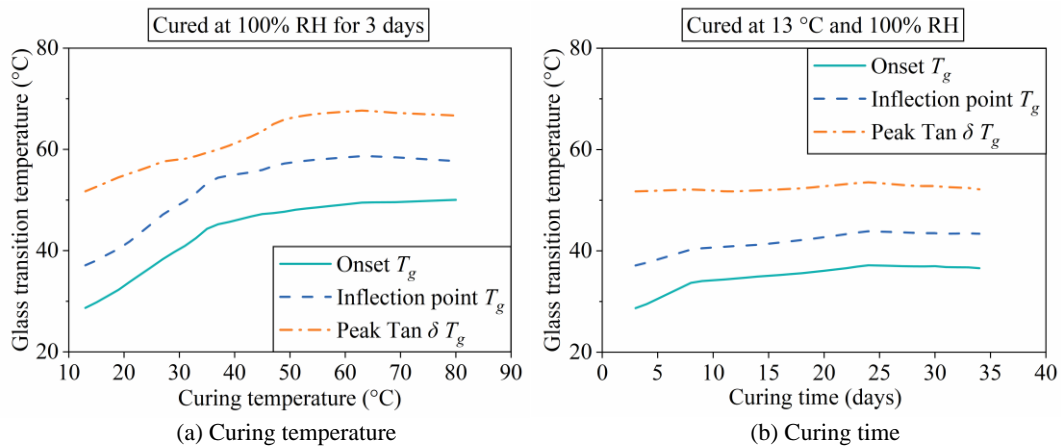 Cured at 100% RH for 3 days
Glass transition temperature (°C)
80
60
40
20
Onset Tg
Inflection point Tg
Peak Tan δ Tg
10 20 30 40 50 60 70 80 90
Curing temperature (°C)
(a) Curing temperature
Cured at 13 °C and 100% RH
Glass transition temperature (°C)
80
60
40
20
Onset Tg
Inflection point Tg
Peak Tan δ Tg
0 5 10 15 20 25 30 35 40
Curing time (days)
(b) Curing time